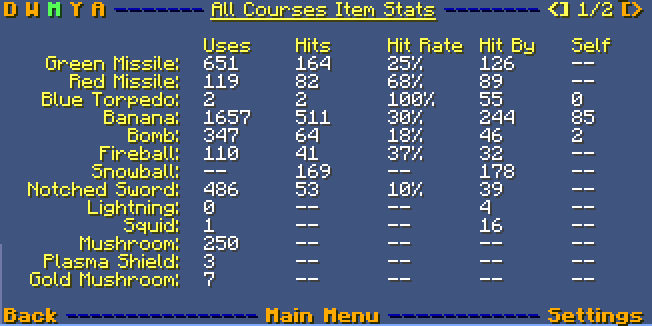 D W M Y A All Courses Item Stats 1/2
Uses Hits Hit Rate Hit By Self
Green Missile: 651 164 25% 126 --
Red Missile: 119 82 68% 89 --
Blue Torpedo: 2 2 100% 55 0
Banana: 1657 511 30% 244 85
Bomb: 347 64 18% 46 2
Fireball: 110 41 37% 32 --
Snowball: -- 169 -- 178 --
Notched Sword: 486 53 10% 39 --
Lightning: 0 -- -- 4 --
Squid: 1 -- -- 16 --
Mushroom: 250 -- -- -- --
Plasma Shield: 3 -- -- -- --
Gold Mushroom: 7 -- -- -- --
Back Main Menu Settings